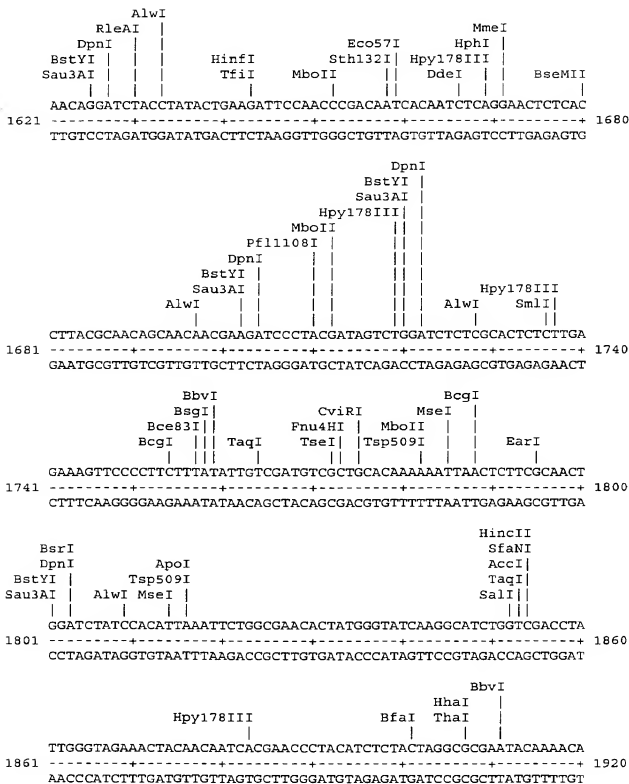 AlwI
RleAI
DpnI MmeI
BstYI HinfI Eco57I HphI
Sau3AI TfiI MboII Sth132I Hpy178III DdeI BseMII
AACAGGATCTACCTATACTGAAGATTCCAACCCGACAATCACAATCTCAGGAACTCTCAC
1621 ---------+---------+---------+---------+---------+---------+ 1680
TTGTCCTAGATGGATATGACTTCTAAGGTTGGGCTGTTAGTGTTAGAGTCCTTGAGAGTG
DpnI
BstYI
Sau3AI
Hpy178III
MboII
Pfl1108I
DpnI
BstYI
Sau3AI Hpy178III
AlwI AlwI SmlI
CTTACGCAACAGCAACAACGAAGATCCCTACGATAGTCTGGATCTCTCGCACTCTCTTGA
1681 ---------+---------+---------+---------+---------+---------+ 1740
GAATGCGTTGTCGTTGTTGCTTCTAGGGATGCTATCAGACCTAGAGAGCGTGAGAGAACT
BbvI BcgI
BsgI CviRI MseI
Bce83I Fnu4HI MboII
BcgI TaqI TseI Tsp509I EarI
GAAAGTTCCCCTTCTTTATATTGTCGATGTCGCTGCACAAAAAATTAACTCTTCGCAACT
1741 ---------+---------+---------+---------+---------+---------+ 1800
CTTTCAAGGGGAAGAAATATAACAGCTACAGCGACGTGTTTTTTAATTGAGAAGCGTTGA
HincII
BsrI SfaNI
DpnI ApoI AccI
BstYI Tsp509I TaqI
Sau3AI AlwI MseI SalI
GGATCTATCCACATTAAATTCTGGCGAACACTATGGGTATCAAGGCATCTGGTCGACCTA
1801 ---------+---------+---------+---------+---------+---------+ 1860
CCTAGATAGGTGTAATTTAAGACCGCTTGTGATACCCATAGTTCCGTAGACCAGCTGGAT
BbvI
HhaI
Hpy178III BfaI ThaI
TTGGGTAGAAACTACAACAATCACGAACCCTACATCTCTACTAGGCGCGAATACAAAACA
1861 ---------+---------+---------+---------+---------+---------+ 1920
AACCCATCTTTGATGTTGTTAGTGCTTGGGATGTAGAGATGATCCGCGCTTATGTTTTGT